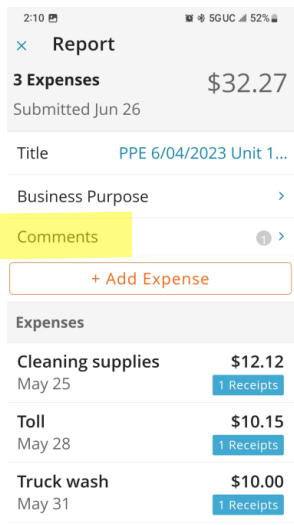 2:10 5GUC 52%
× Report
3 Expenses $32.27
Submitted Jun 26
Title PPE 6/04/2023 Unit 1...
Business Purpose >
Comments 1 >
+ Add Expense
Expenses
Cleaning supplies $12.12
May 25 1 Receipts
Toll $10.15
May 28 1 Receipts
Truck wash $10.00
May 31 1 Receipts